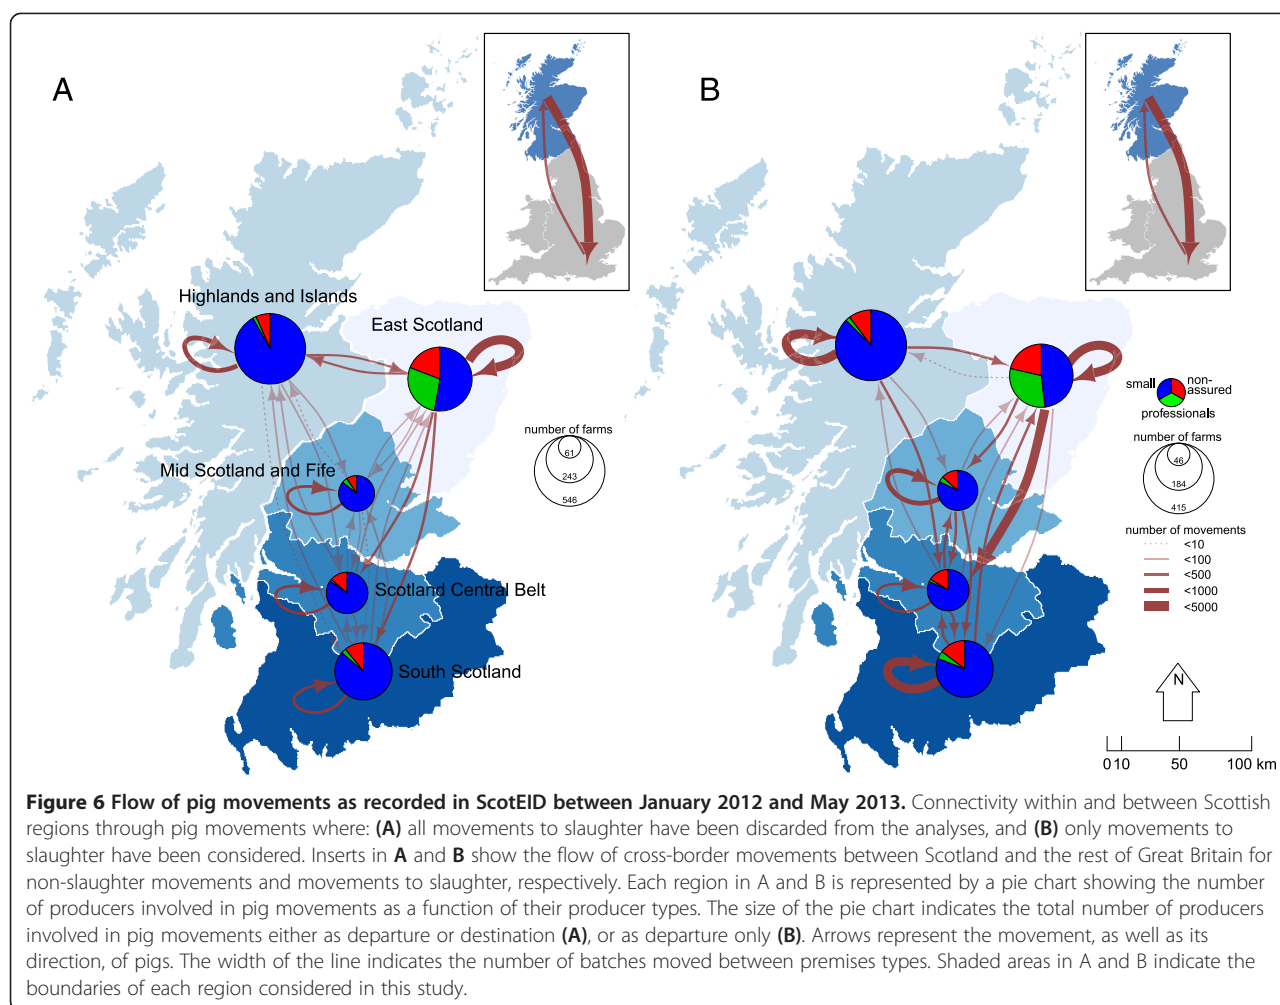 A
B
Highlands and Islands
East Scotland
Mid Scotland and Fife
Scotland Central Belt
South Scotland
number of farms
61
243
546
small
non-
assured
professionals
number of farms
46
184
415
number of movements
<10
<100
<500
<1000
<5000
N
0 10 50 100 km
Figure 6 Flow of pig movements as recorded in ScotEID between January 2012 and May 2013. Connectivity within and between Scottish
regions through pig movements where: (A) all movements to slaughter have been discarded from the analyses, and (B) only movements to
slaughter have been considered. Inserts in A and B show the flow of cross-border movements between Scotland and the rest of Great Britain for
non-slaughter movements and movements to slaughter, respectively. Each region in A and B is represented by a pie chart showing the number
of producers involved in pig movements as a function of their producer types. The size of the pie chart indicates the total number of producers
involved in pig movements either as departure or destination (A), or as departure only (B). Arrows represent the movement, as well as its
direction, of pigs. The width of the line indicates the number of batches moved between premises types. Shaded areas in A and B indicate the
boundaries of each region considered in this study.